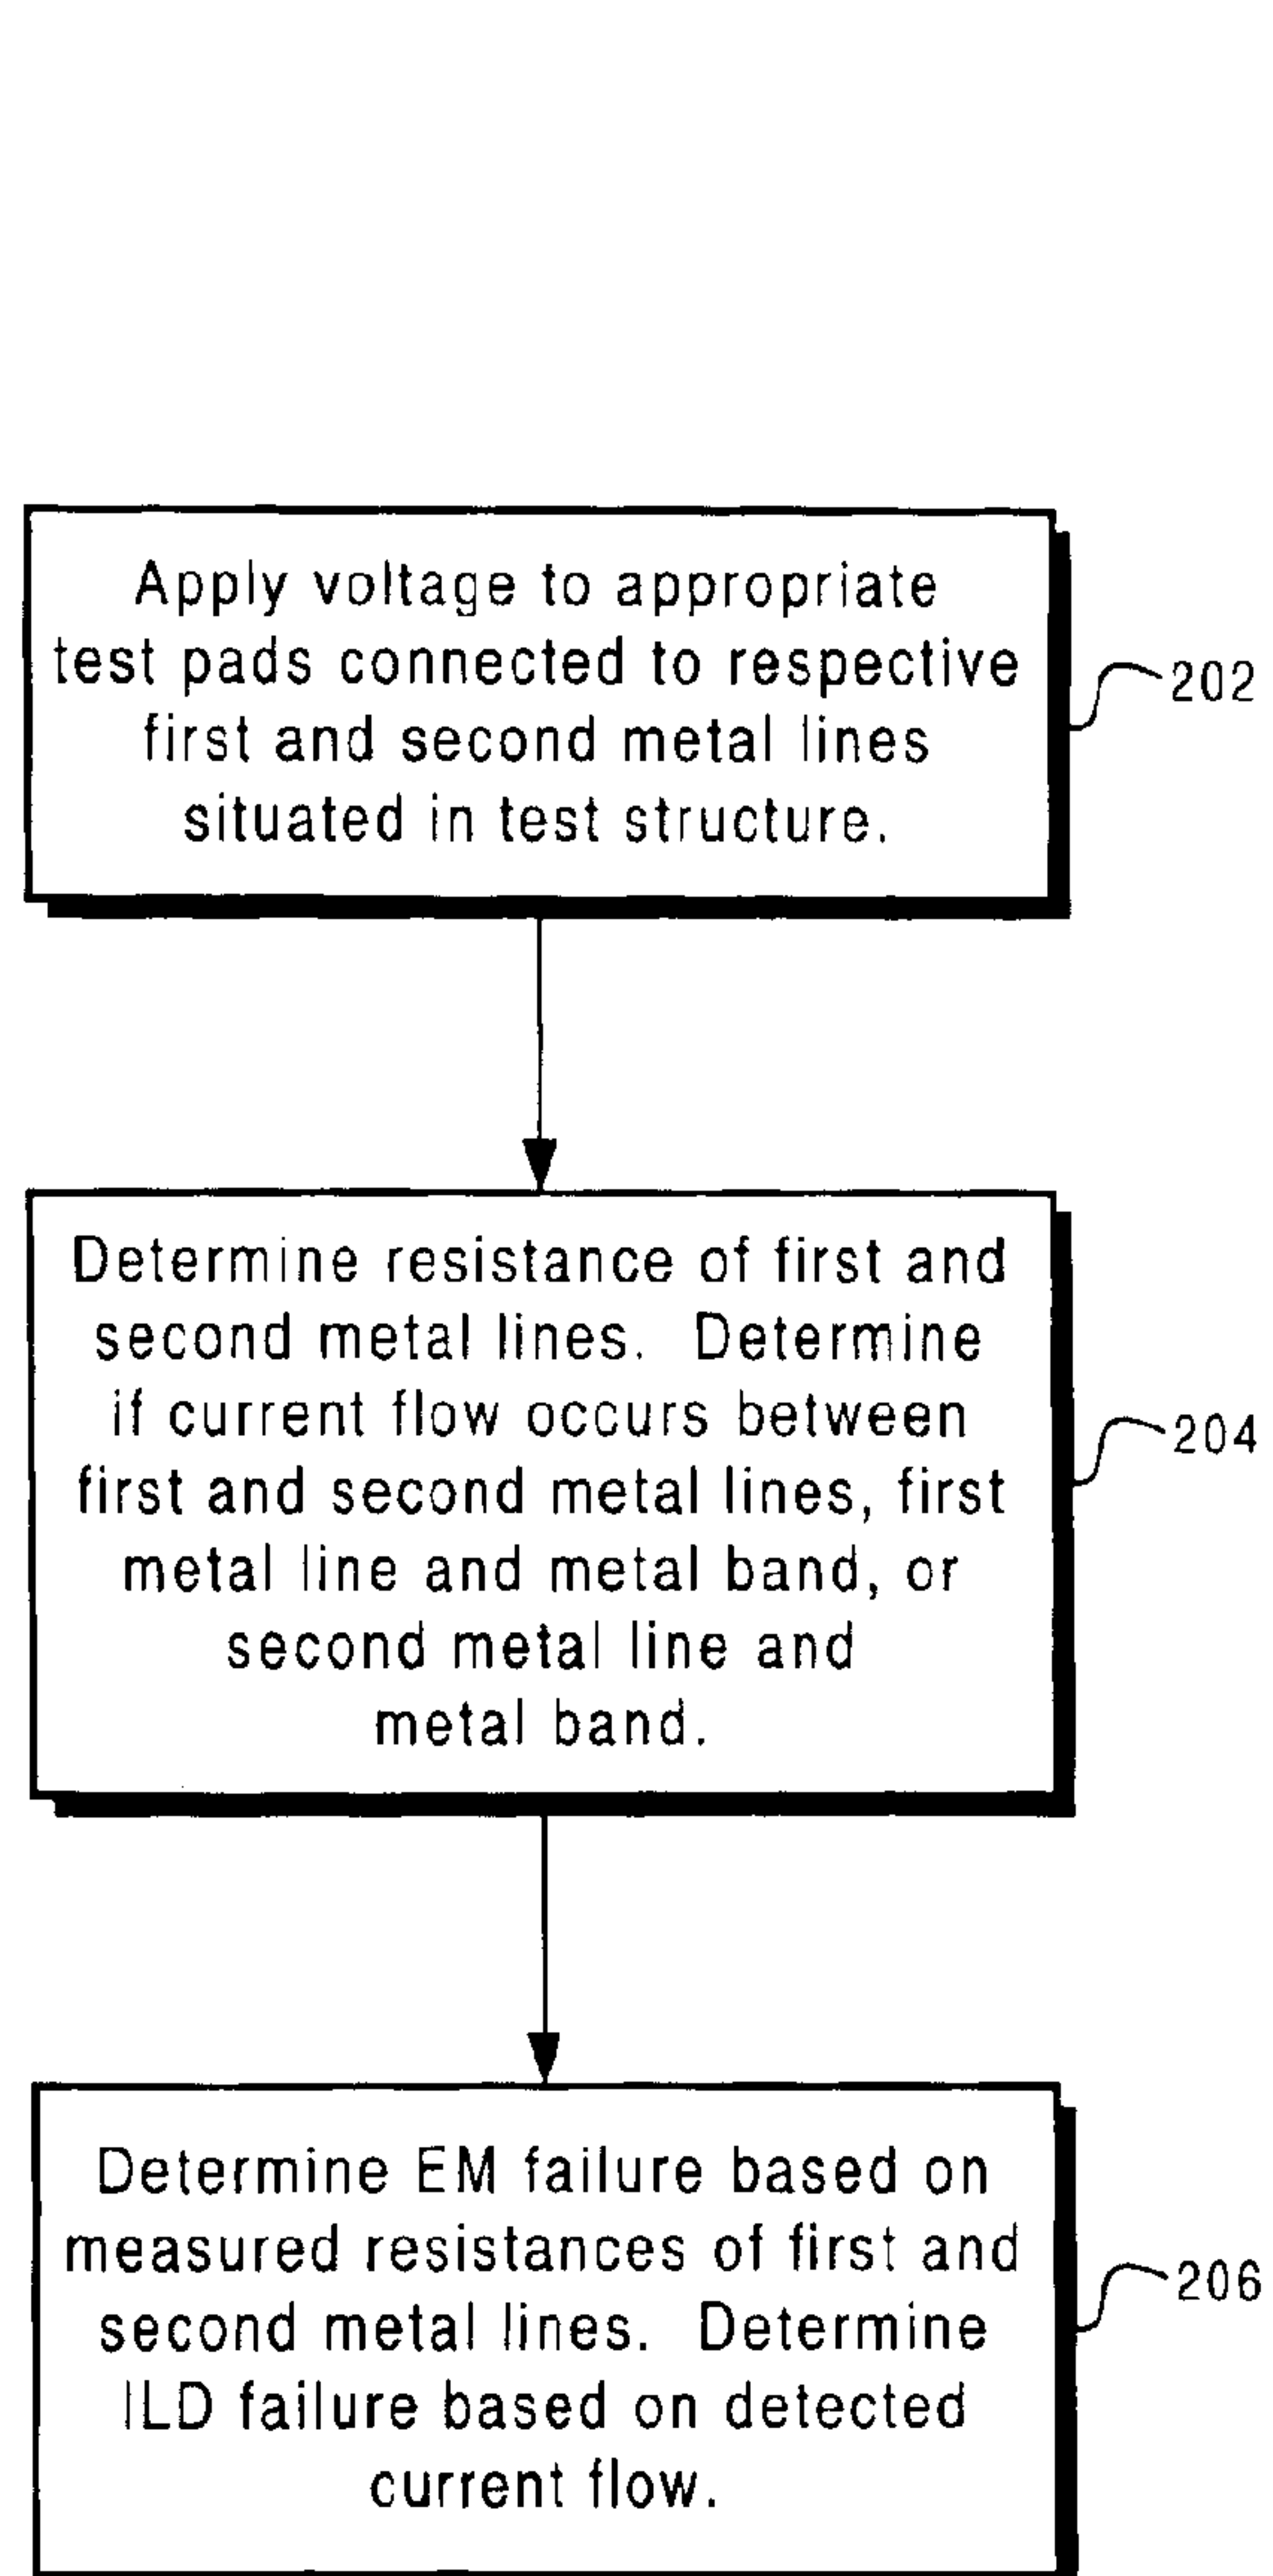 Apply voltage to appropriate
test pads connected to respective
first and second metal lines
situated in test structure.
202
Determine resistance of first and
second metal lines. Determine
if current flow occurs between
first and second metal lines, first
metal line and metal band, or
second metal line and
metal band.
204
Determine EM failure based on
measured resistances of first and
second metal lines. Determine
ILD failure based on detected
current flow.
206